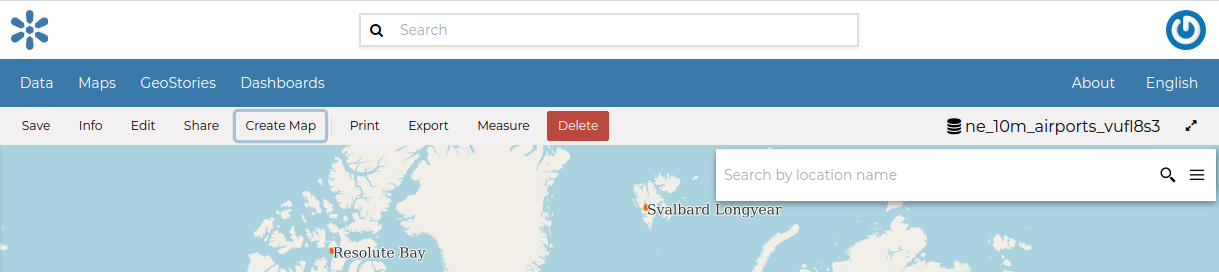 Search
Data Maps GeoStories Dashboards About English
Save Info Edit Share Create Map Print Export Measure Delete ne_10m_airports_vufl8s3
Search by location name
Svalbard Longyear
Resolute Bay